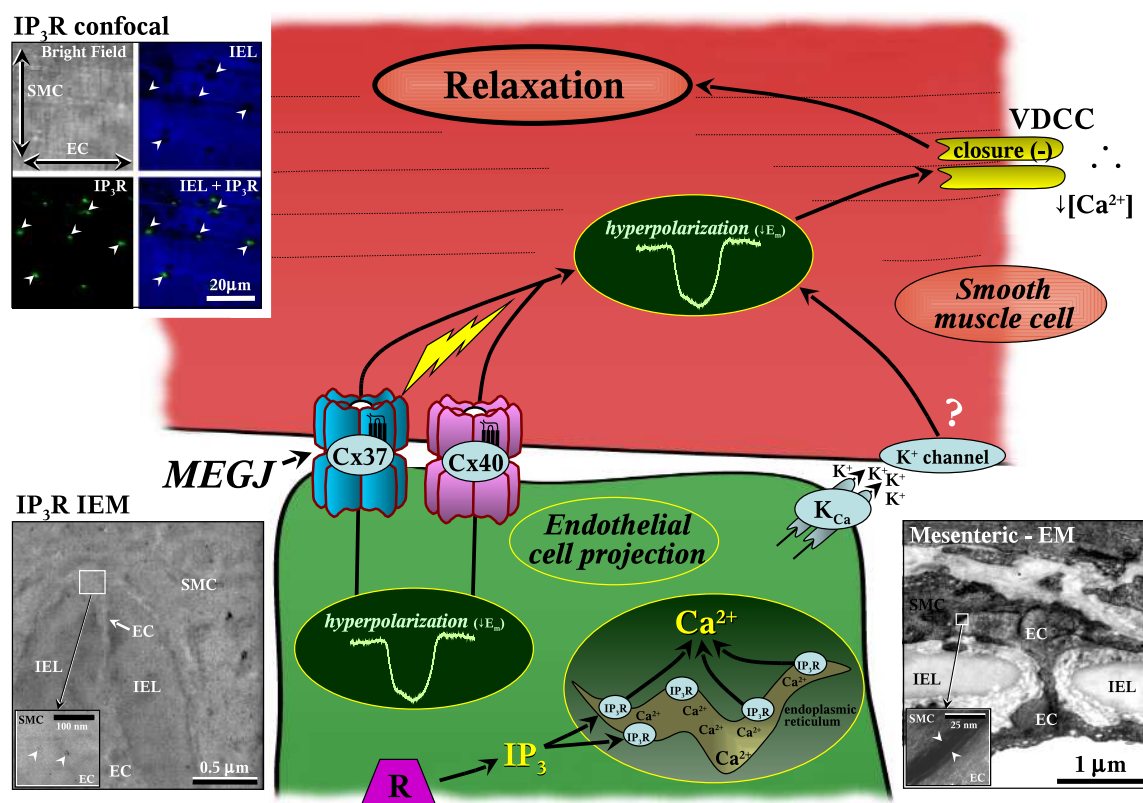 IP₃R confocal
Bright Field
SMC
EC
IEL
IP₃R
IEL + IP₃R
20μm
Relaxation
VDCC
closure (-)
↓[Ca²⁺]
hyperpolarization (↓Eₘ)
Smooth
muscle cell
?
K⁺ channel
MEGJ
Cx37
Cx40
K⁺
K⁺
K⁺
K⁺
K_Ca
Endothelial
cell projection
hyperpolarization (↓Eₘ)
Ca²⁺
IP₃R
IP₃R
IP₃R
IP₃R
IP₃R
Ca²⁺
Ca²⁺
Ca²⁺
Ca²⁺
Ca²⁺
Ca²⁺
Ca²⁺
endoplasmic
reticulum
IP₃
R
IP₃R IEM
SMC
EC
IEL
IEL
SMC
100 nm
EC
EC
0.5 μm
Mesenteric - EM
SMC
EC
IEL
IEL
EC
SMC
25 nm
EC
1 μm